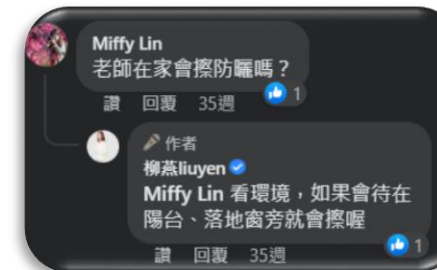 Miffy Lin
老師在家會擦防曬嗎？
讚 回覆 35週
1
作者
柳燕liuyen
Miffy Lin 看環境，如果會待在
陽台、落地窗旁就會擦喔
讚 回覆 35週
1